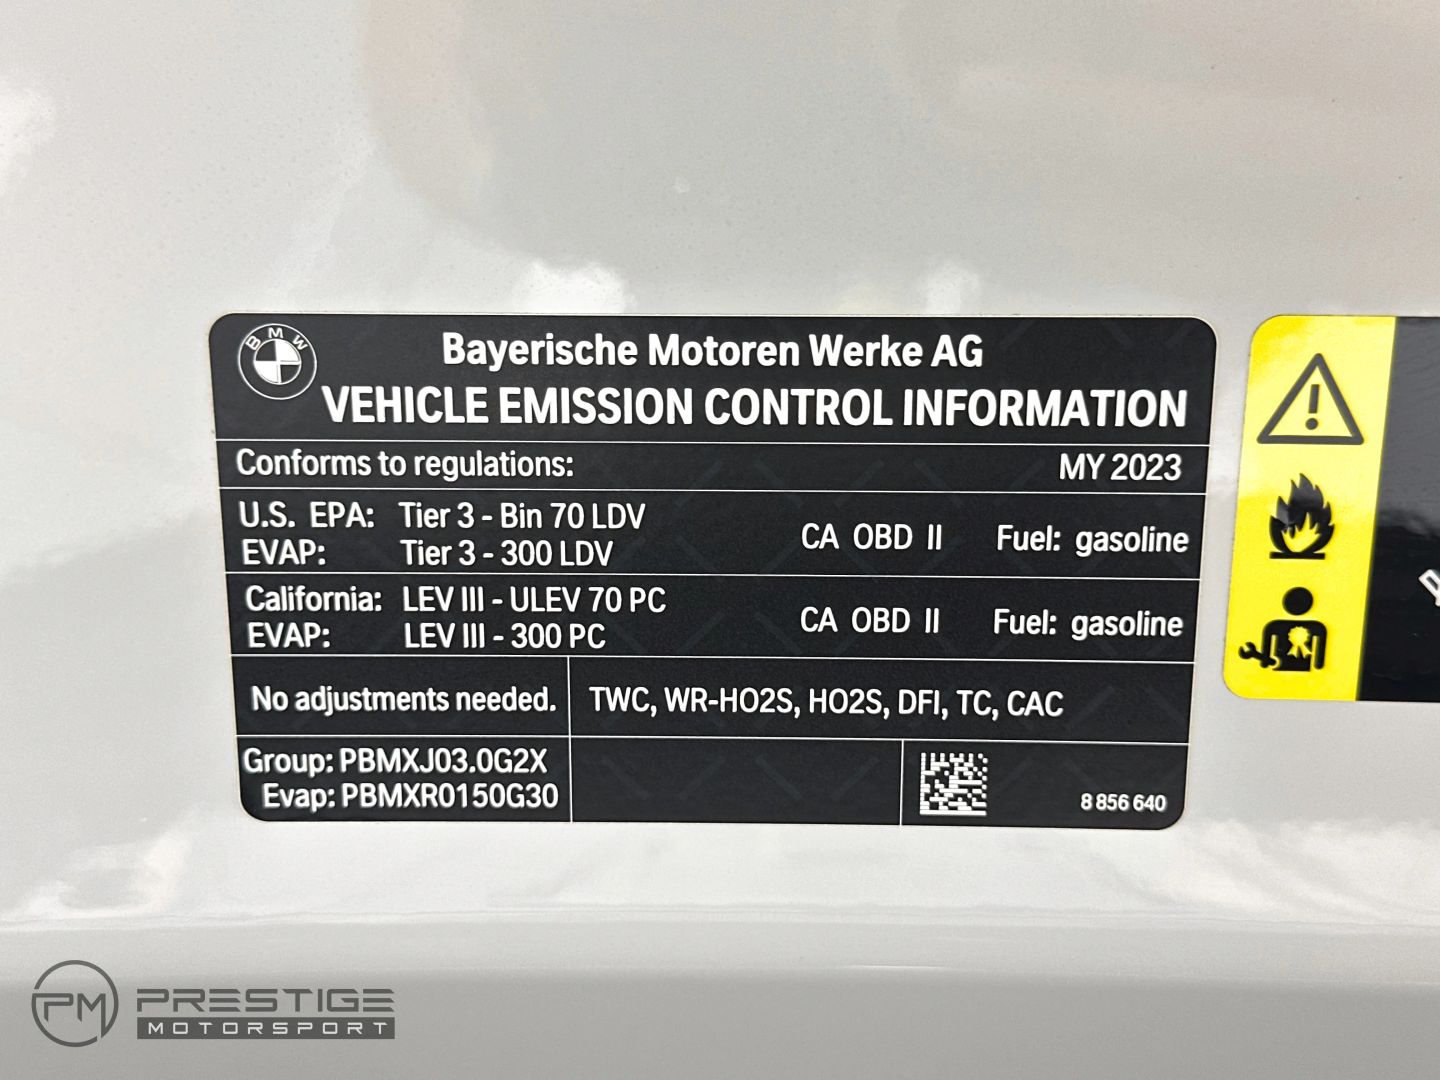 BMW
Bayerische Motoren Werke AG
VEHICLE EMISSION CONTROL INFORMATION
Conforms to regulations: MY 2023
U.S. EPA: Tier 3 - Bin 70 LDV CA OBD II Fuel: gasoline
EVAP: Tier 3 - 300 LDV
California: LEV III - ULEV 70 PC CA OBD II Fuel: gasoline
EVAP: LEV III - 300 PC
No adjustments needed. TWC, WR-HO2S, HO2S, DFI, TC, CAC
Group: PBMXJ03.0G2X
Evap: PBMXR0150G30
8 856 640
PM PRESTIGE
MOTORSPORT